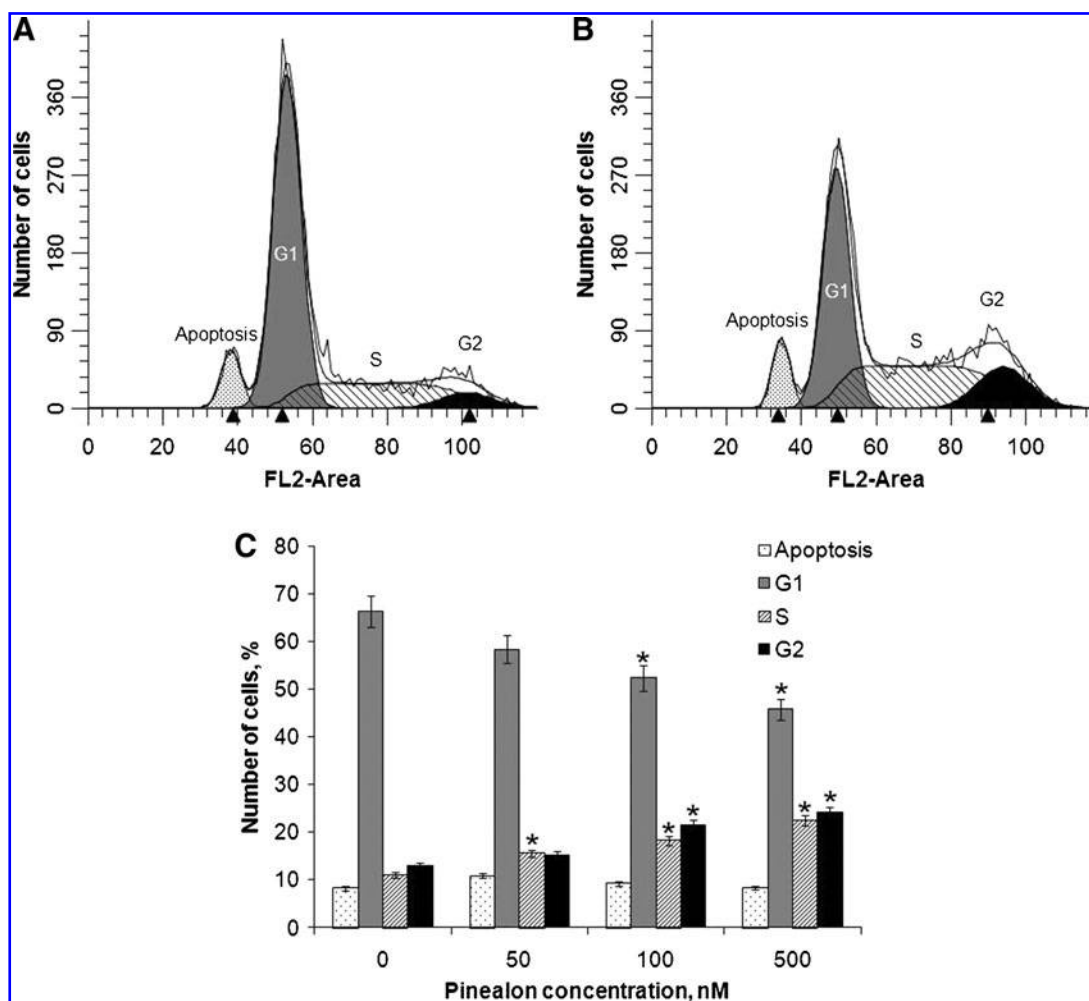 A
Number of cells
360
270
180
90
0
G1
Apoptosis
S
G2
0 20 40 60 80 100
FL2-Area
B
Number of cells
360
270
180
90
0
G1
Apoptosis
S
G2
0 20 40 60 80 100
FL2-Area
C
Number of cells, %
80
70
60
50
40
30
20
10
0
Apoptosis
G1
S
G2
*
* * *
* * *
0 50 100 500
Pinealon concentration, nM